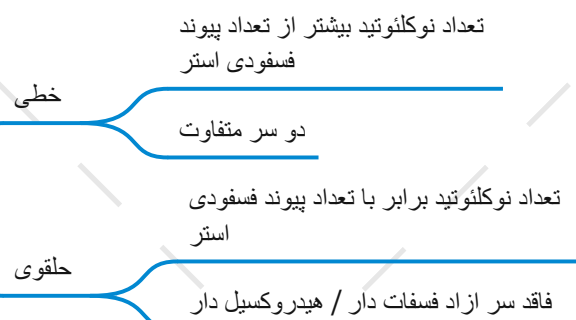 تعداد نوکلئوتید بیشتر از تعداد پیوند
فسفودی استر
خطی
دو سر متفاوت
تعداد نوکلئوتید برابر با تعداد پیوند فسفودی
استر
حلقوی
فاقد سر ازاد فسفات دار / هیدروکسیل دار